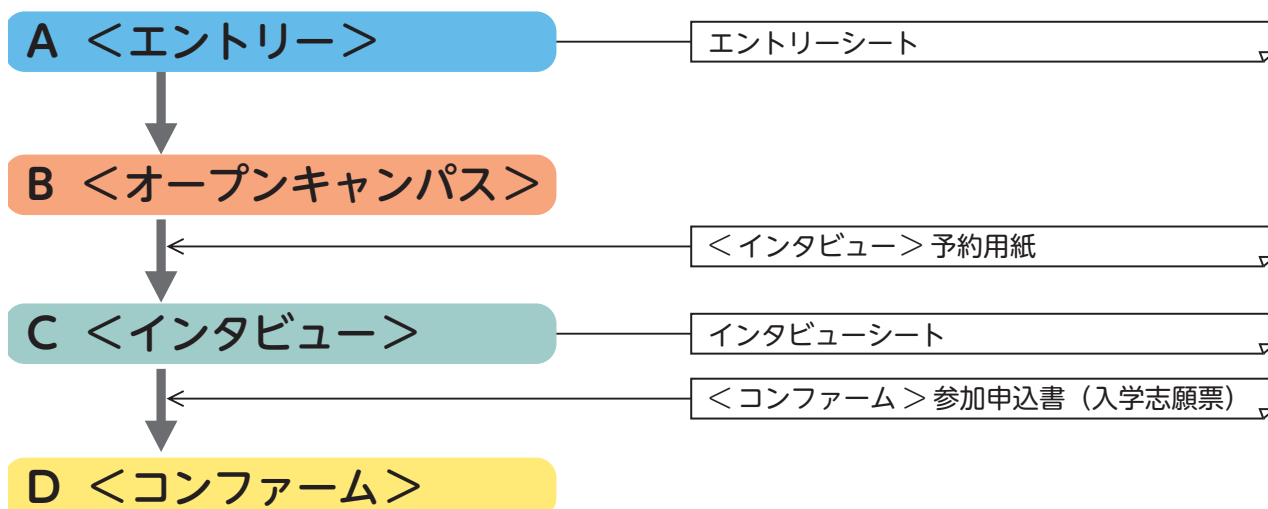 A ＜エントリー＞
エントリーシート
B ＜オープンキャンパス＞
＜インタビュー＞予約用紙
C ＜インタビュー＞
インタビューシート
＜コンファーム＞参加申込書（入学志願票）
D ＜コンファーム＞